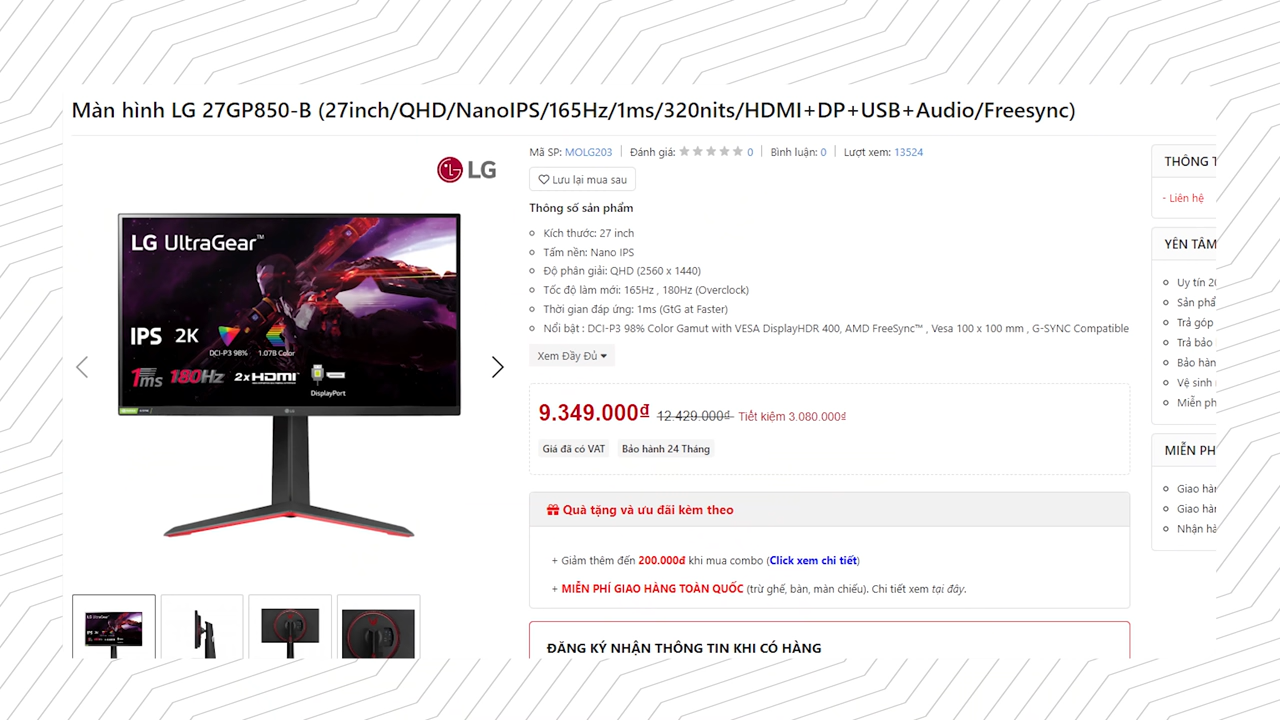 Màn hình LG 27GP850-B (27inch/QHD/NanoIPS/165Hz/1ms/320nits/HDMI+DP+USB+Audio/Freesync)
LG
LG UltraGear™
IPS 2K
DCI-P3 98% 1.07B Color
1ms 180Hz 2xHDMI
DisplayPort
LG
Mã SP: MOLG203 Đánh giá: 0 Bình luận: 0 Lượt xem: 13524
Lưu lại mua sau
Thông số sản phẩm
Kích thước: 27 inch
Tấm nền: Nano IPS
Độ phân giải: QHD (2560 x 1440)
Tốc độ làm mới: 165Hz , 180Hz (Overclock)
Thời gian đáp ứng: 1ms (GtG at Faster)
Nổi bật : DCI-P3 98% Color Gamut with VESA DisplayHDR 400, AMD FreeSync™ , Vesa 100 x 100 mm , G-SYNC Compatible
Xem Đầy Đủ
9.349.000đ 12.429.000đ Tiết kiệm 3.080.000đ
Giá đã có VAT Bảo hành 24 Tháng
Quà tặng và ưu đãi kèm theo
+ Giảm thêm đến 200.000đ khi mua combo (Click xem chi tiết)
+ MIỄN PHÍ GIAO HÀNG TOÀN QUỐC (trừ ghế, bàn, màn chiếu). Chi tiết xem tại đây.
ĐĂNG KÝ NHẬN THÔNG TIN KHI CÓ HÀNG
THÔNG T
- Liên hệ
YÊN TÂM
Uy tín 20
Sản phẩ
Trả góp
Trả bảo
Bảo hàn
Vệ sinh
Miễn ph
MIỄN PH
Giao hàn
Giao hàn
Nhận hà